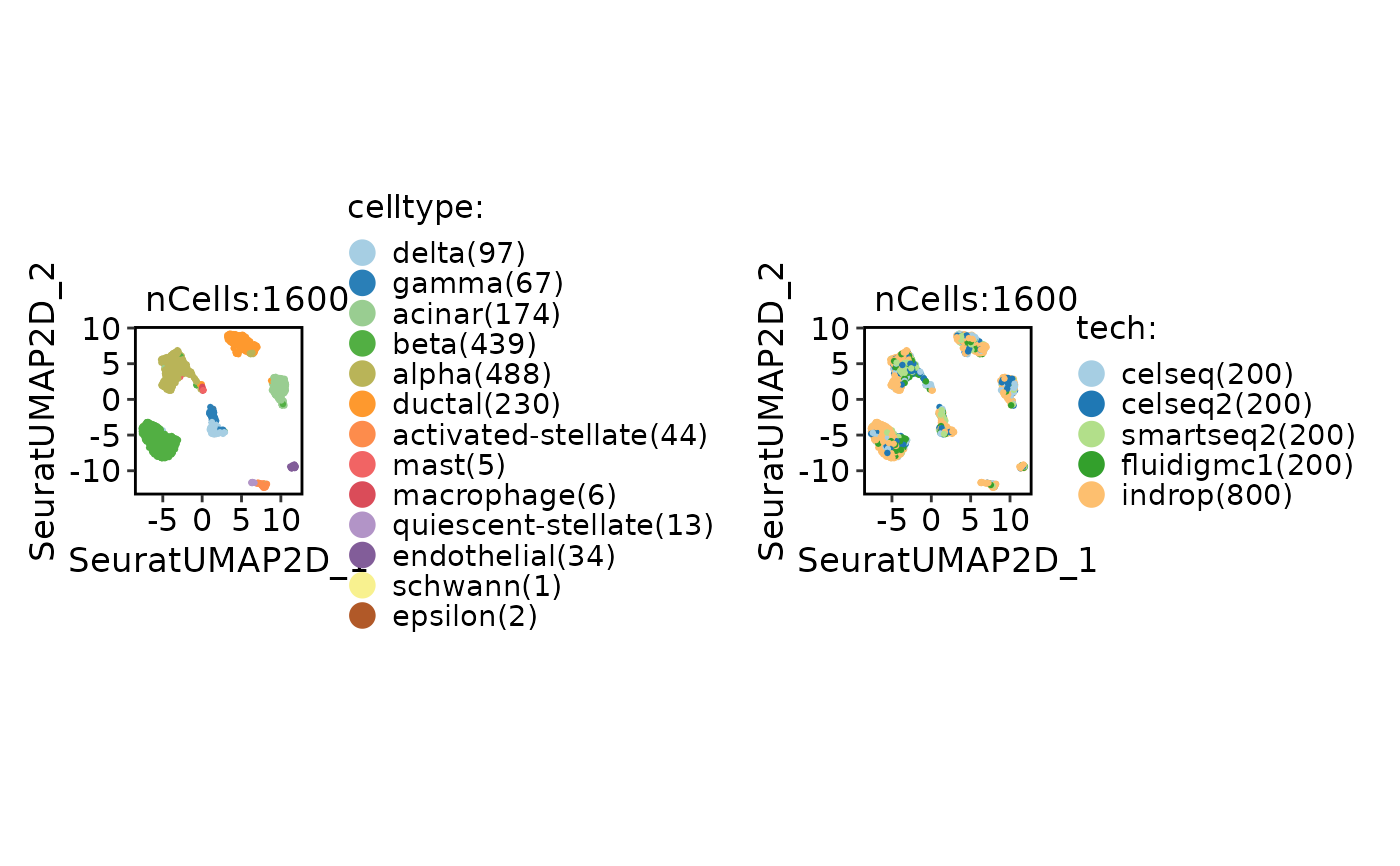 SeuratUMAP2D_2
nCells:1600
10
5
0
-5
-10
-5 0 5 10
SeuratUMAP2D_1
celltype:
delta(97)
gamma(67)
acinar(174)
beta(439)
alpha(488)
ductal(230)
activated-stellate(44)
mast(5)
macrophage(6)
quiescent-stellate(13)
endothelial(34)
schwann(1)
epsilon(2)
SeuratUMAP2D_2
nCells:1600
10
5
0
-5
-10
-5 0 5 10
SeuratUMAP2D_1
tech:
celseq(200)
celseq2(200)
smartseq2(200)
fluidigmc1(200)
indrop(800)